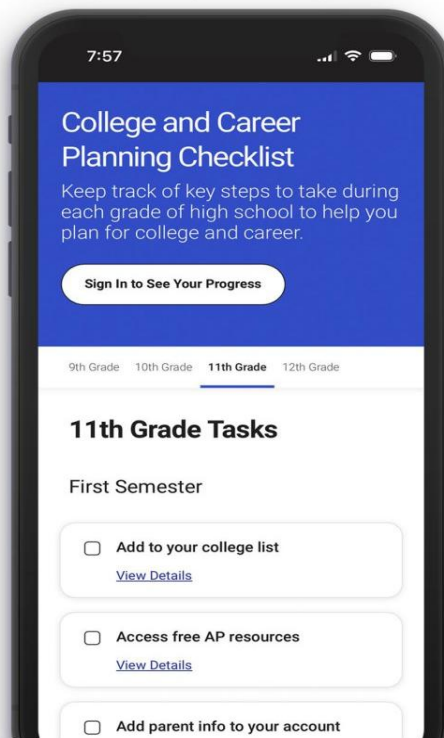 7:57
College and Career
Planning Checklist
Keep track of key steps to take during
each grade of high school to help you
plan for college and career.
Sign In to See Your Progress
9th Grade 10th Grade 11th Grade 12th Grade
11th Grade Tasks
First Semester
Add to your college list
View Details
Access free AP resources
View Details
Add parent info to your account